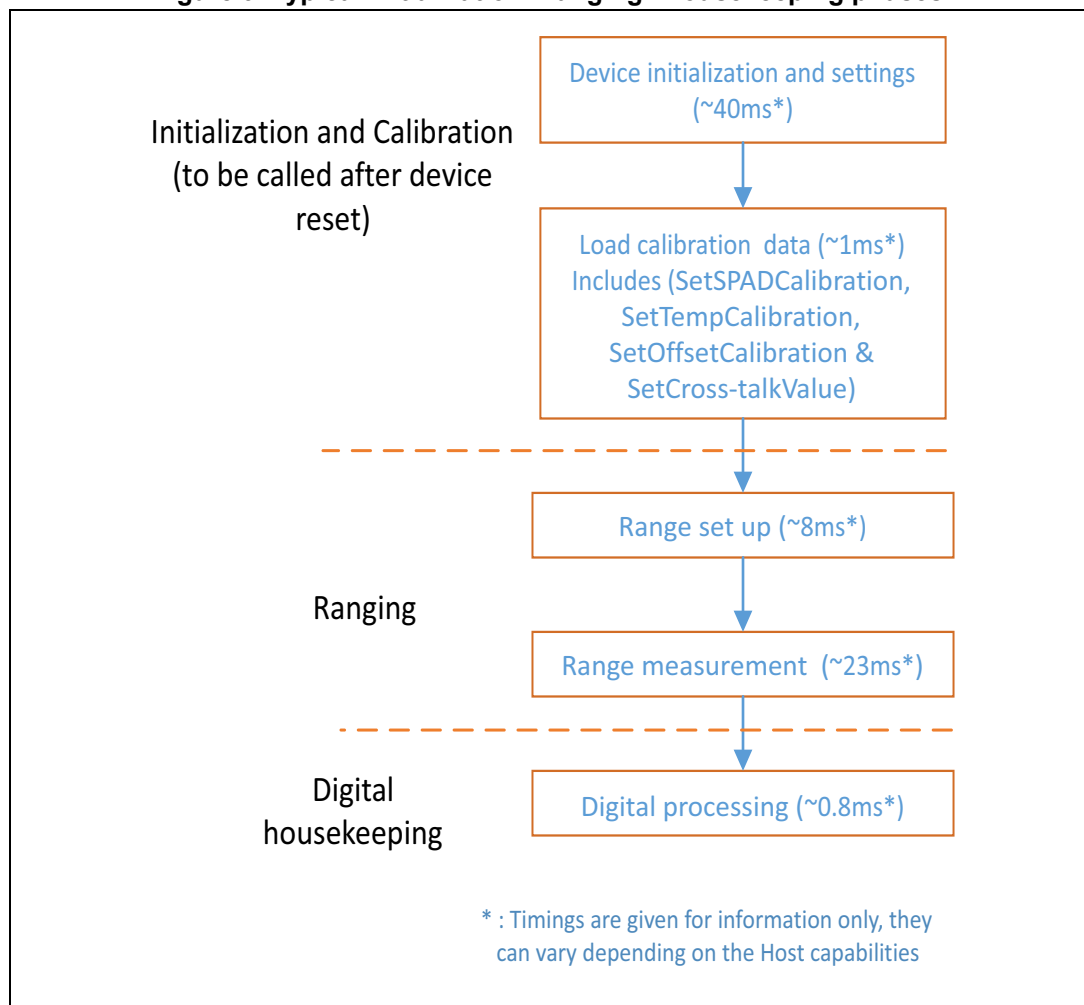 Device initialization and settings
(~40ms*)
Initialization and Calibration
(to be called after device
reset)
Load calibration data (~1ms*)
Includes (SetSPADCalibration,
SetTempCalibration,
SetOffsetCalibration &
SetCross-talkValue)
Range set up (~8ms*)
Ranging
Range measurement (~23ms*)
Digital
housekeeping
Digital processing (~0.8ms*)
* : Timings are given for information only, they
can vary depending on the Host capabilities